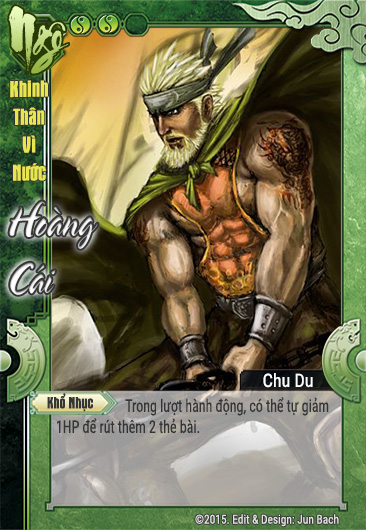 Ngô
Khinh
Thân
Vì
Nước
Hoàng
Cái
Chu Du
Khổ Nhục
Trong lượt hành động, có thể tự giảm
1HP để rút thêm 2 thẻ bài.
©2015. Edit & Design: Jun Bach